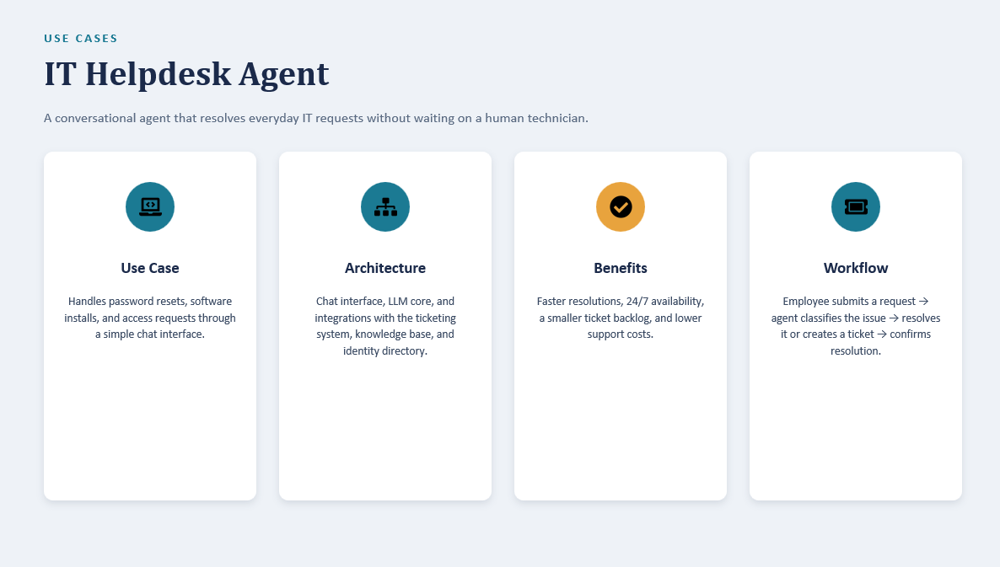 USE CASES
IT Helpdesk Agent
A conversational agent that resolves everyday IT requests without waiting on a human technician.
Use Case
Handles password resets, software
installs, and access requests through
a simple chat interface.
Architecture
Chat interface, LLM core, and
integrations with the ticketing
system, knowledge base, and
identity directory.
Benefits
Faster resolutions, 24/7 availability,
a smaller ticket backlog, and lower
support costs.
Workflow
Employee submits a request →
agent classifies the issue → resolves
it or creates a ticket → confirms
resolution.